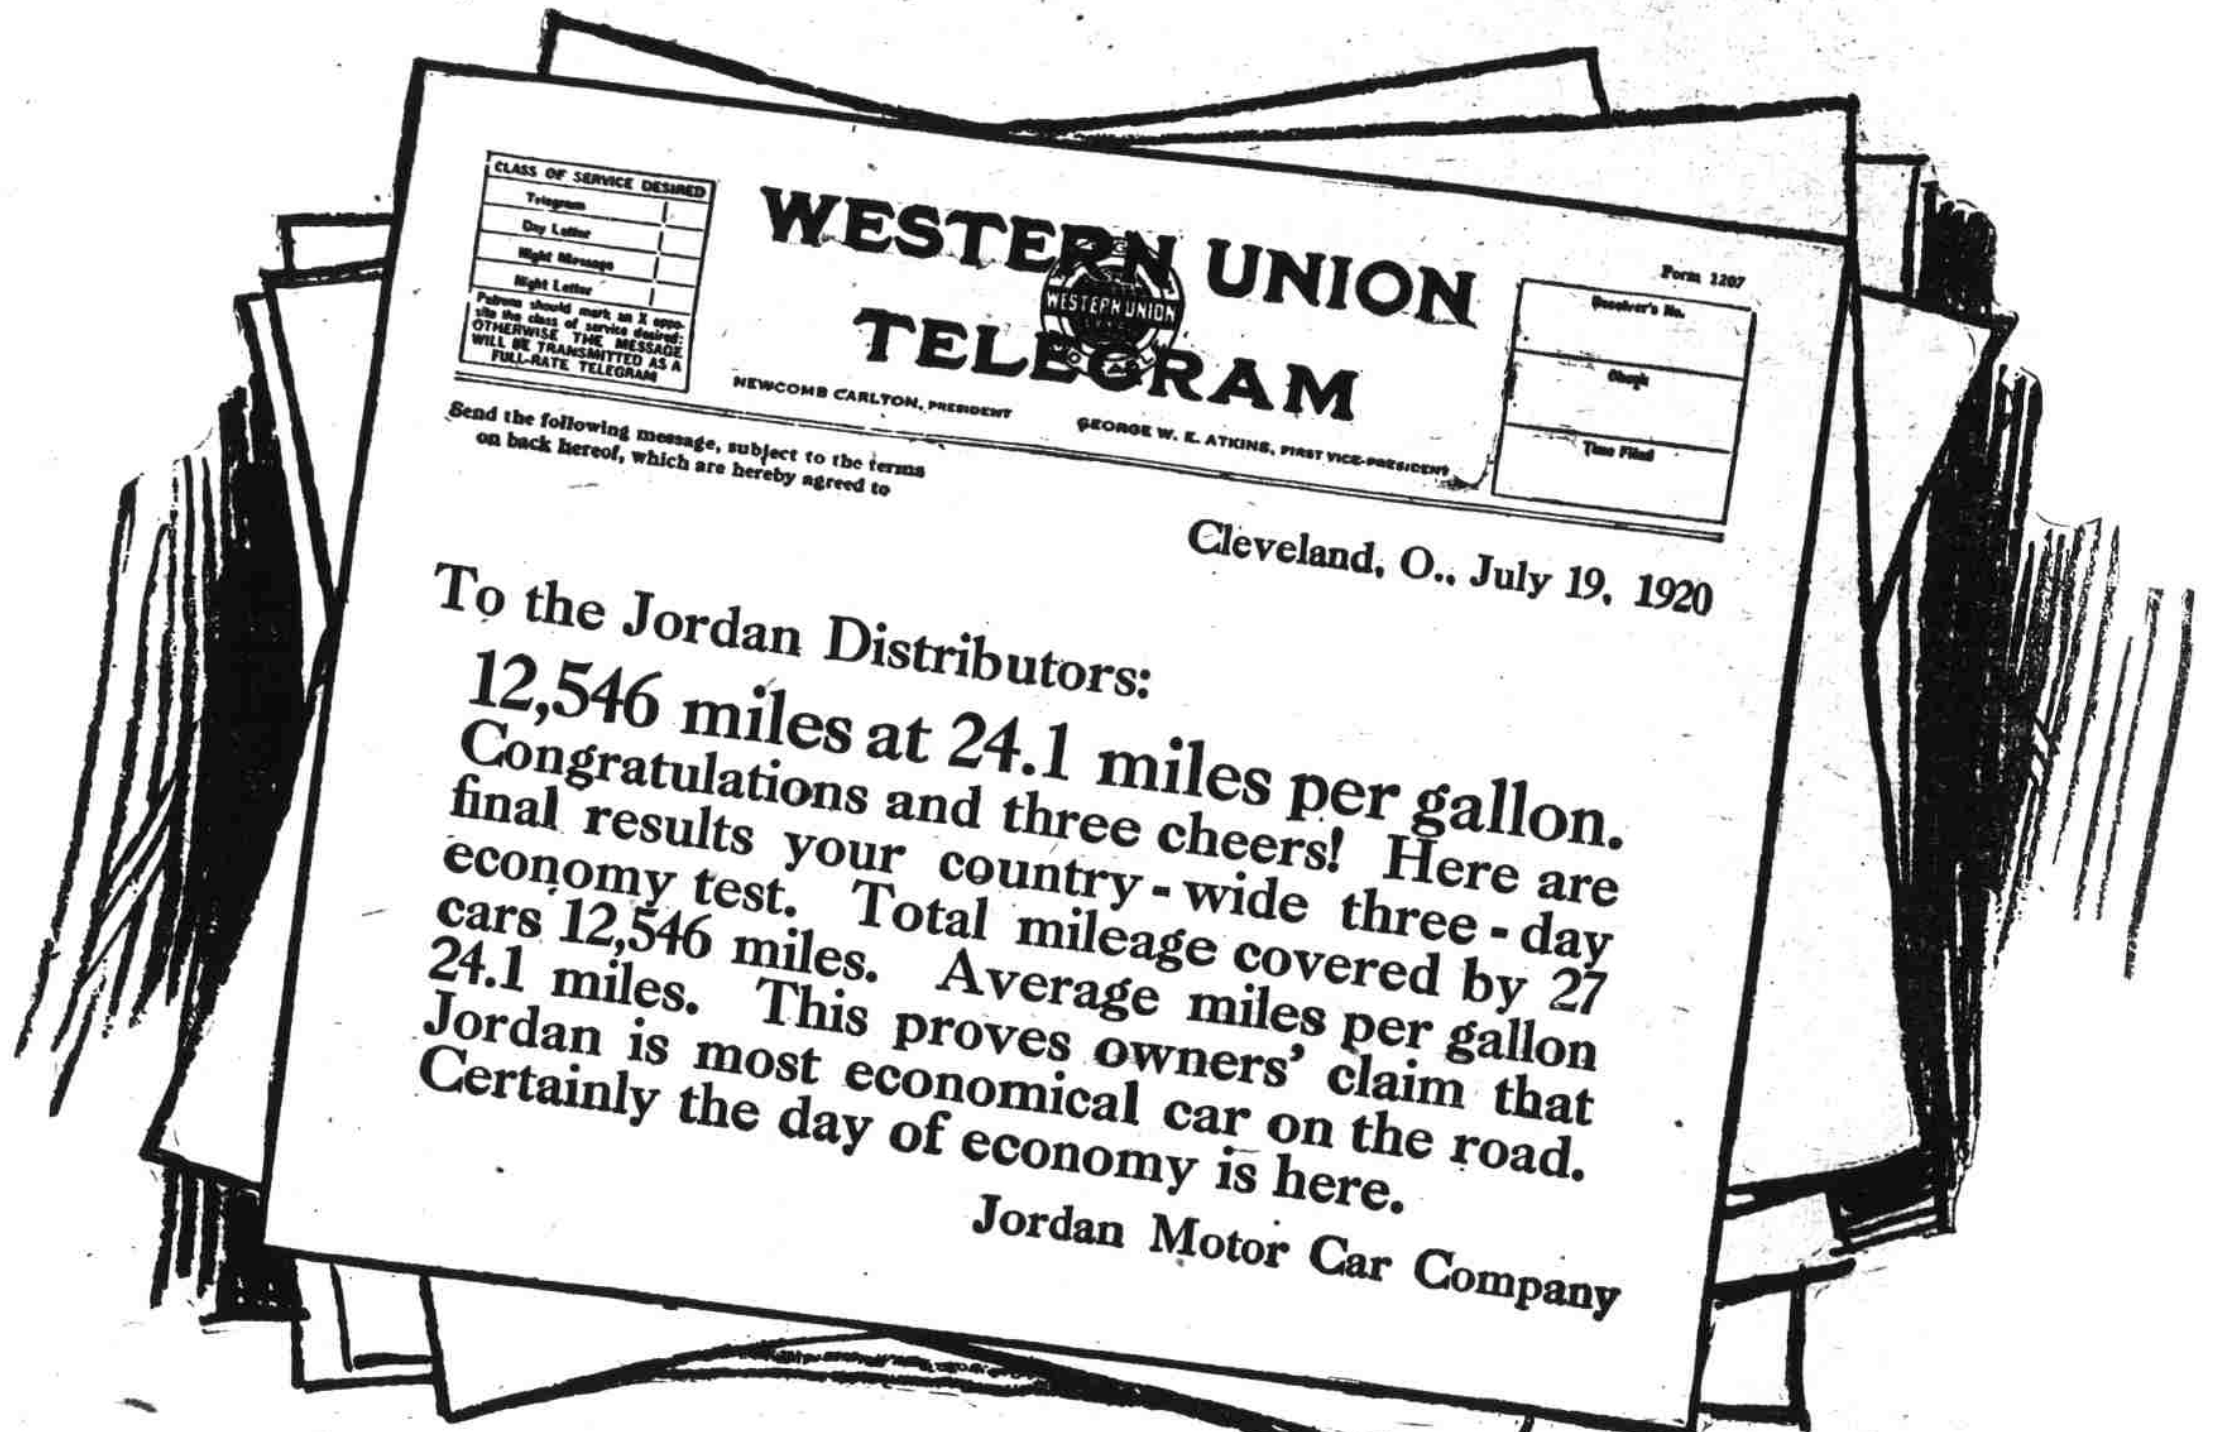 CLASS OF SERVICE DESIRED
Telegram
Day Letter
Night Message
Night Letter
Patrons should mark an X oppo-
site the class of service desired:
OTHERWISE THE MESSAGE
WILL BE TRANSMITTED AS A
FULL-RATE TELEGRAM
WESTERN UNION
WESTERN UNION
TELEGRAM
NEWCOMB CARLTON, PRESIDENT
GEORGE W. E. ATKINS, FIRST VICE-PRESIDENT
Form 1207
Receiver's No.
Check
Time Filed
Send the following message, subject to the terms
on back hereof, which are hereby agreed to
Cleveland, O., July 19, 1920
To the Jordan Distributors:
12,546 miles at 24.1 miles per gallon.
Congratulations and three cheers! Here are
final results your country-wide three-day
economy test. Total mileage covered by 27
cars 12,546 miles. Average miles per gallon
24.1 miles. This proves owners' claim that
Jordan is most economical car on the road.
Certainly the day of economy is here.
Jordan Motor Car Company